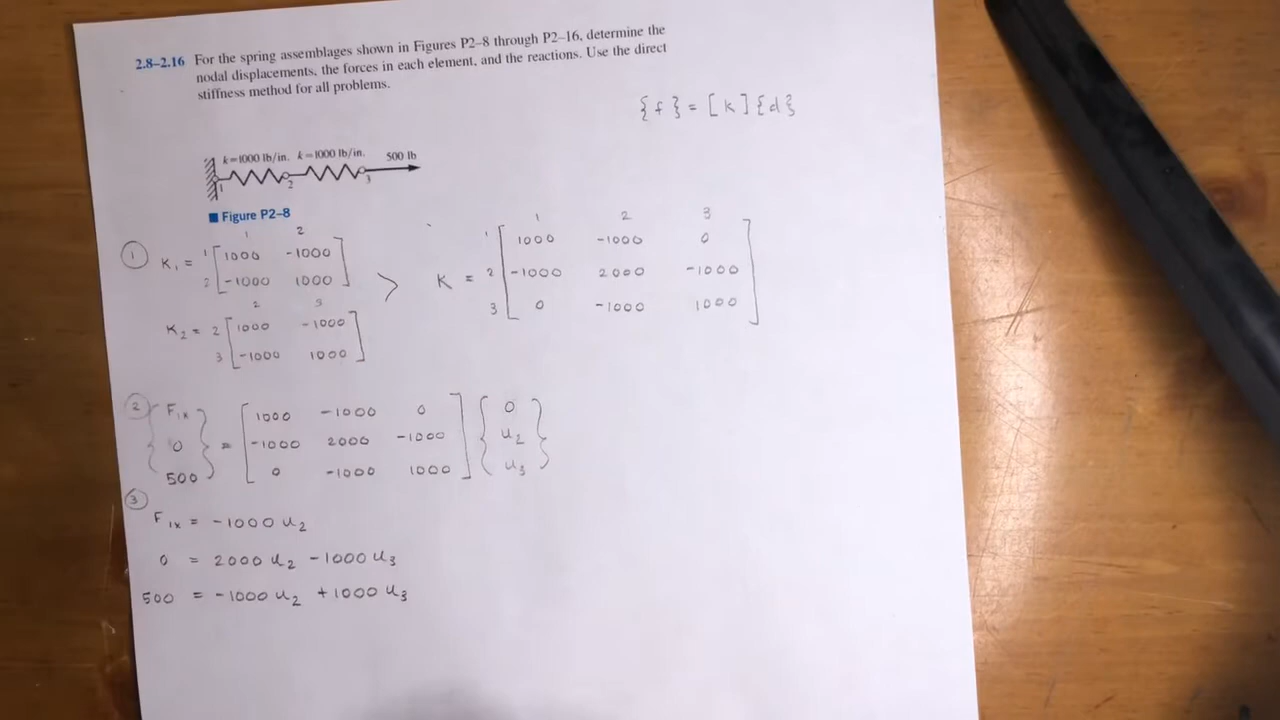 2.8–2.16 For the spring assemblages shown in Figures P2–8 through P2–16, determine the
nodal displacements, the forces in each element, and the reactions. Use the direct
stiffness method for all problems.
{f} = [K]{d}
k=1000 lb/in. k=1000 lb/in. 500 lb
1 2 3
■ Figure P2–8
1 2
① K₁ = 1 [1000 -1000
2 -1000 1000]
2 3
K₂ = 2 [1000 -1000
3 -1000 1000]
>
1 2 3
1 [1000 -1000 0
K = 2 -1000 2000 -1000
3 0 -1000 1000]
② {F₁ₓ 0 500} = [1000 -1000 0
-1000 2000 -1000
0 -1000 1000] {0 u₂ u₃}
③
F₁ₓ = -1000 u₂
0 = 2000 u₂ -1000 u₃
500 = -1000 u₂ +1000 u₃